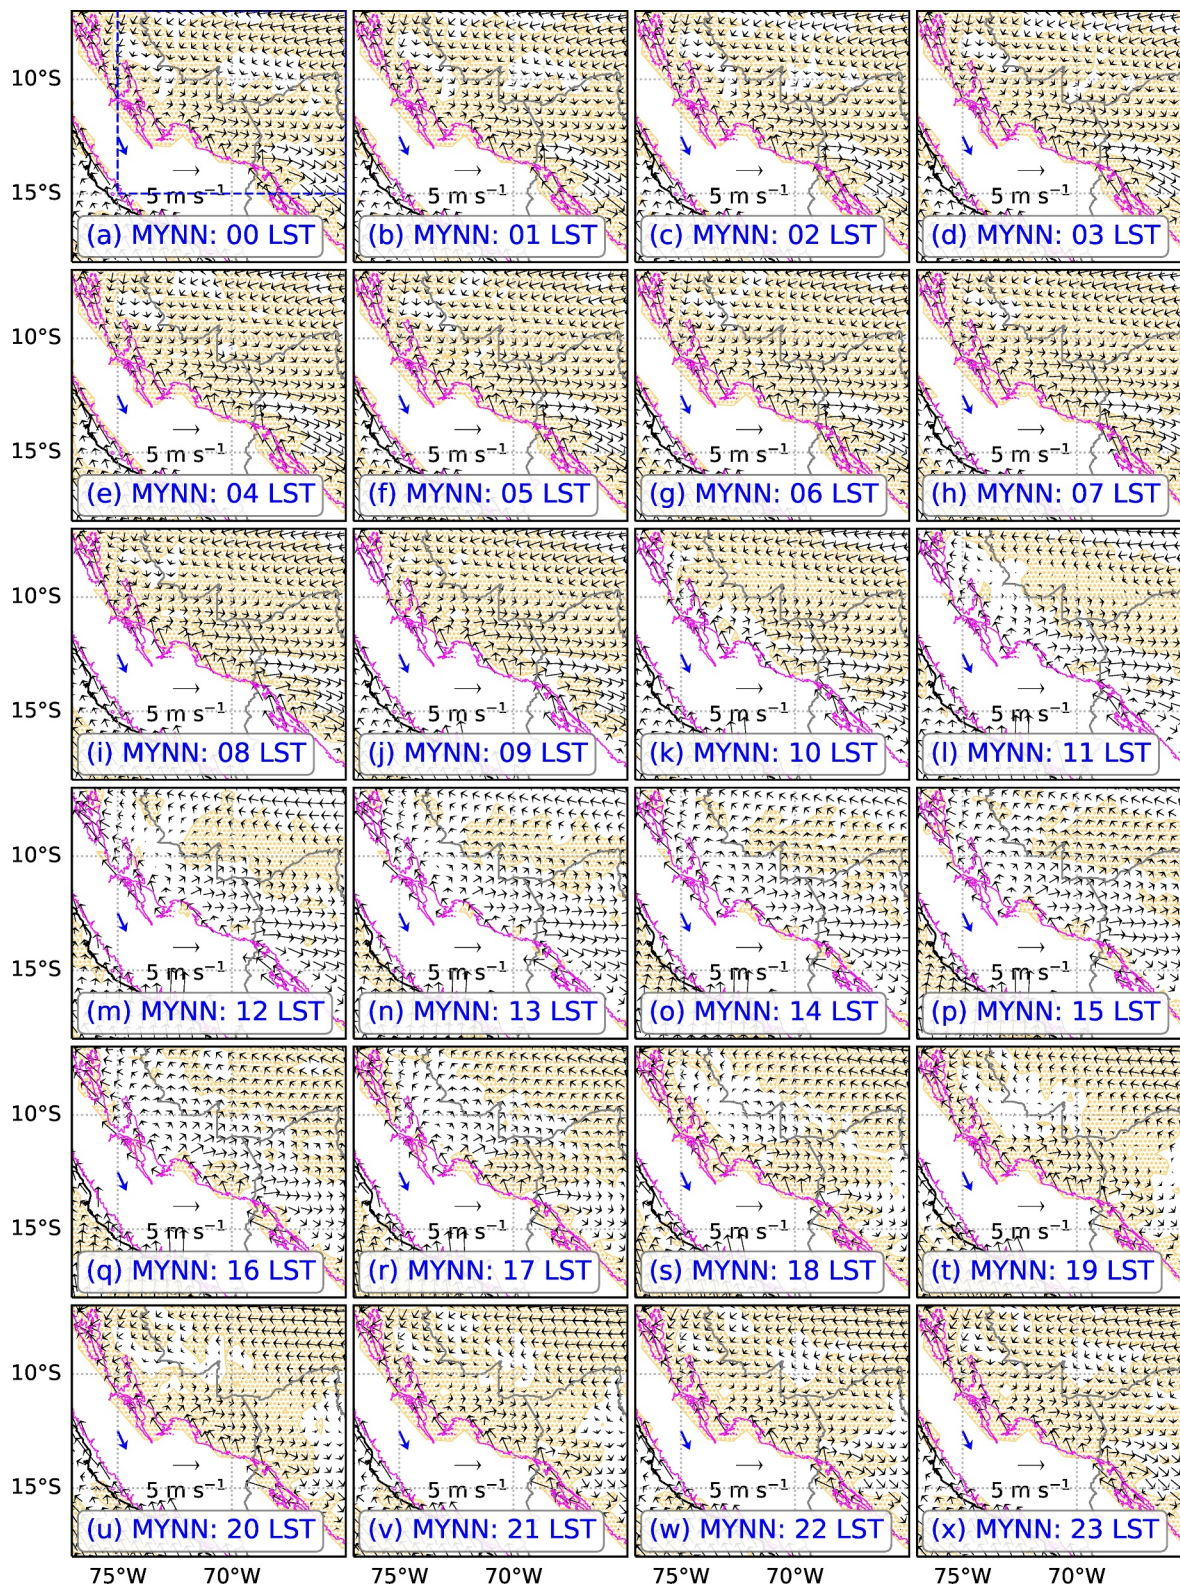 10°S
15°S
5 m s⁻¹ 5 m s⁻¹ 5 m s⁻¹ 5 m s⁻¹
(a) MYNN: 00 LST (b) MYNN: 01 LST (c) MYNN: 02 LST (d) MYNN: 03 LST
10°S
15°S
5 m s⁻¹ 5 m s⁻¹ 5 m s⁻¹ 5 m s⁻¹
(e) MYNN: 04 LST (f) MYNN: 05 LST (g) MYNN: 06 LST (h) MYNN: 07 LST
10°S
15°S
5 m s⁻¹ 5 m s⁻¹ 5 m s⁻¹ 5 m s⁻¹
(i) MYNN: 08 LST (j) MYNN: 09 LST (k) MYNN: 10 LST (l) MYNN: 11 LST
10°S
15°S
5 m s⁻¹ 5 m s⁻¹ 5 m s⁻¹ 5 m s⁻¹
(m) MYNN: 12 LST (n) MYNN: 13 LST (o) MYNN: 14 LST (p) MYNN: 15 LST
10°S
15°S
5 m s⁻¹ 5 m s⁻¹ 5 m s⁻¹ 5 m s⁻¹
(q) MYNN: 16 LST (r) MYNN: 17 LST (s) MYNN: 18 LST (t) MYNN: 19 LST
10°S
15°S
5 m s⁻¹ 5 m s⁻¹ 5 m s⁻¹ 5 m s⁻¹
(u) MYNN: 20 LST (v) MYNN: 21 LST (w) MYNN: 22 LST (x) MYNN: 23 LST
75°W 70°W 75°W 70°W 75°W 70°W 75°W 70°W